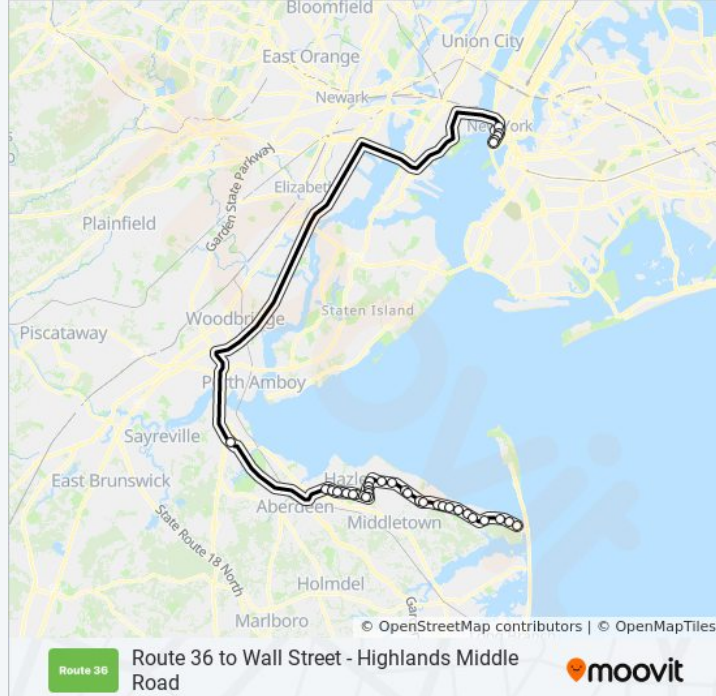 Bloomfield
Union City
East Orange
Newark
New York
Garden State Parkway
Elizabeth
Plainfield
Staten Island
Woodbridge
Piscataway
Perth Amboy
Sayreville
East Brunswick
Hazle
Aberdeen
Middletown
State Route 18 North
Holmdel
Gar
Marlboro
© OpenStreetMap contributors | © OpenMapTiles
Route 36
Route 36 to Wall Street - Highlands Middle
Road
moovit